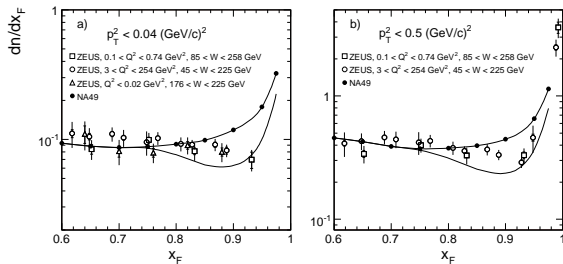 dn/dx_F
a)
p_T^2 < 0.04 (GeV/c)^2
ZEUS, 0.1 < Q^2 < 0.74 GeV^2, 85 < W < 258 GeV
ZEUS, 3 < Q^2 < 254 GeV^2, 45 < W < 225 GeV
ZEUS, Q^2 < 0.02 GeV^2, 176 < W < 225 GeV
NA49
10^-1
0.6 0.7 0.8 0.9 1
x_F
b)
p_T^2 < 0.5 (GeV/c)^2
ZEUS, 0.1 < Q^2 < 0.74 GeV^2, 85 < W < 258 GeV
ZEUS, 3 < Q^2 < 254 GeV^2, 45 < W < 225 GeV
NA49
1
10^-1
0.6 0.7 0.8 0.9 1
x_F